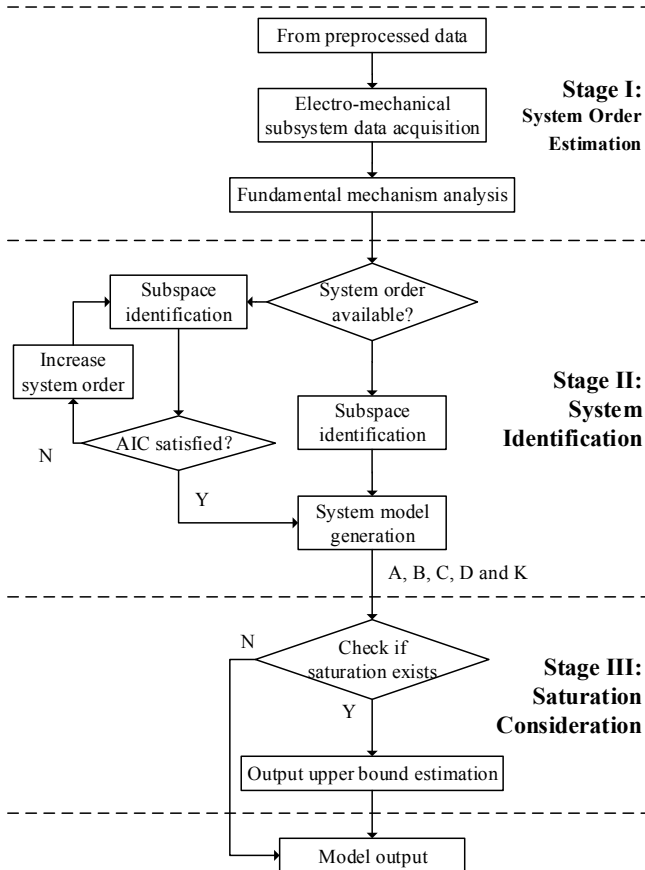 From preprocessed data
Electro-mechanical
subsystem data acquisition
Fundamental mechanism analysis
Stage I:
System Order
Estimation
System order
available?
Subspace
identification
Increase
system order
AIC satisfied?
N
Y
Subspace
identification
System model
generation
A, B, C, D and K
Stage II:
System
Identification
Check if
saturation exists
N
Y
Output upper bound estimation
Stage III:
Saturation
Consideration
Model output